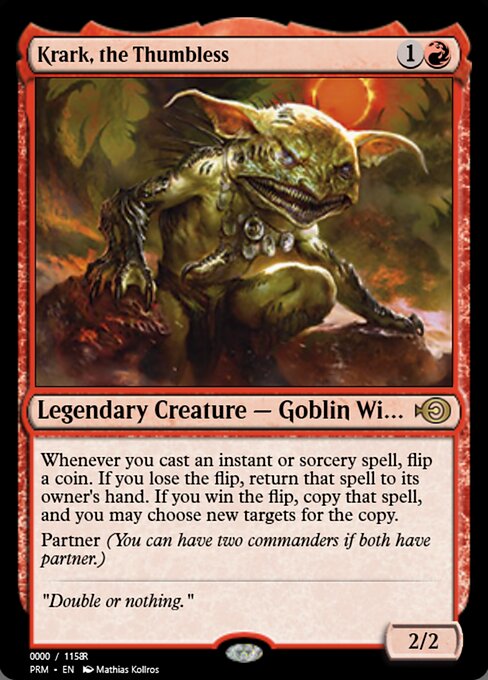 Krark, the Thumbless 1
Legendary Creature — Goblin Wi...
Whenever you cast an instant or sorcery spell, flip
a coin. If you lose the flip, return that spell to its
owner's hand. If you win the flip, copy that spell,
and you may choose new targets for the copy.
Partner (You can have two commanders if both have
partner.)
"Double or nothing."
2/2
0000 / 1158R
PRM • EN Mathias Kollros